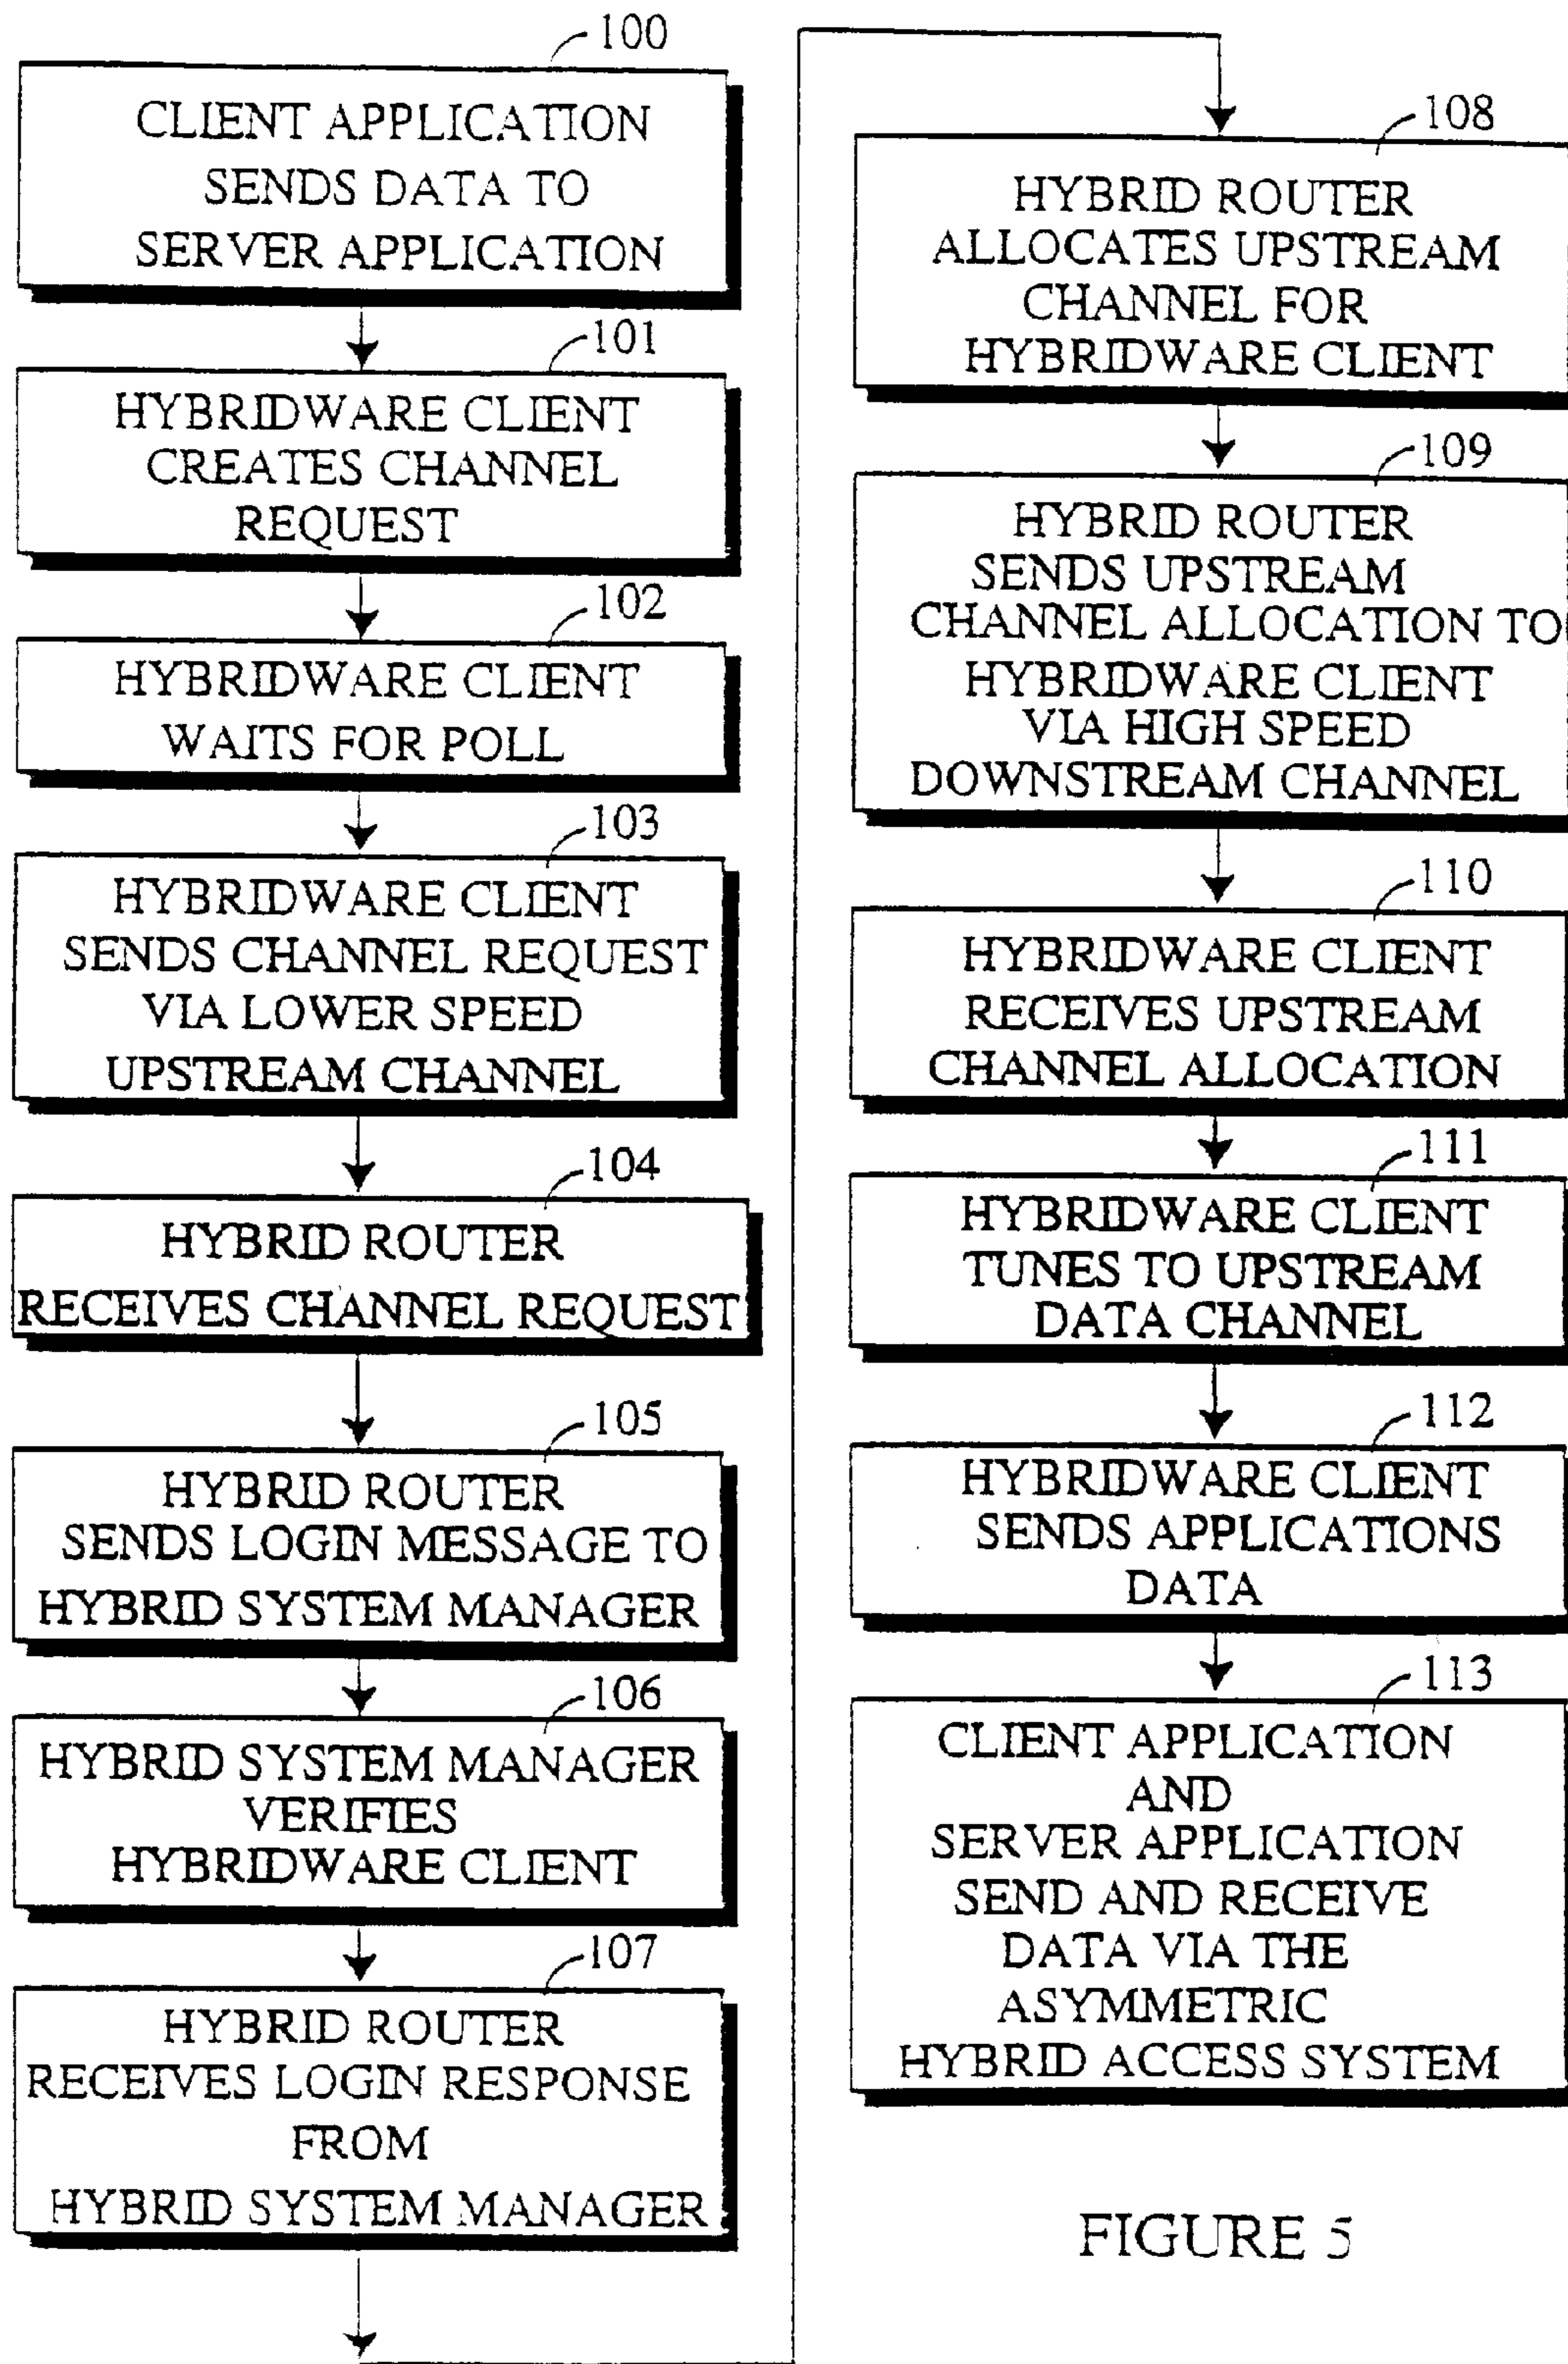 100
CLIENT APPLICATION
SENDS DATA TO
SERVER APPLICATION
101
HYBRIDWARE CLIENT
CREATES CHANNEL
REQUEST
102
HYBRIDWARE CLIENT
WAITS FOR POLL
103
HYBRIDWARE CLIENT
SENDS CHANNEL REQUEST
VIA LOWER SPEED
UPSTREAM CHANNEL
104
HYBRID ROUTER
RECEIVES CHANNEL REQUEST
105
HYBRID ROUTER
SENDS LOGIN MESSAGE TO
HYBRID SYSTEM MANAGER
106
HYBRID SYSTEM MANAGER
VERIFIES
HYBRIDWARE CLIENT
107
HYBRID ROUTER
RECEIVES LOGIN RESPONSE
FROM
HYBRID SYSTEM MANAGER
108
HYBRID ROUTER
ALLOCATES UPSTREAM
CHANNEL FOR
HYBRIDWARE CLIENT
109
HYBRID ROUTER
SENDS UPSTREAM
CHANNEL ALLOCATION TO
HYBRIDWARE CLIENT
VIA HIGH SPEED
DOWNSTREAM CHANNEL
110
HYBRIDWARE CLIENT
RECEIVES UPSTREAM
CHANNEL ALLOCATION
111
HYBRIDWARE CLIENT
TUNES TO UPSTREAM
DATA CHANNEL
112
HYBRIDWARE CLIENT
SENDS APPLICATIONS
DATA
113
CLIENT APPLICATION
AND
SERVER APPLICATION
SEND AND RECEIVE
DATA VIA THE
ASYMMETRIC
HYBRID ACCESS SYSTEM
FIGURE 5